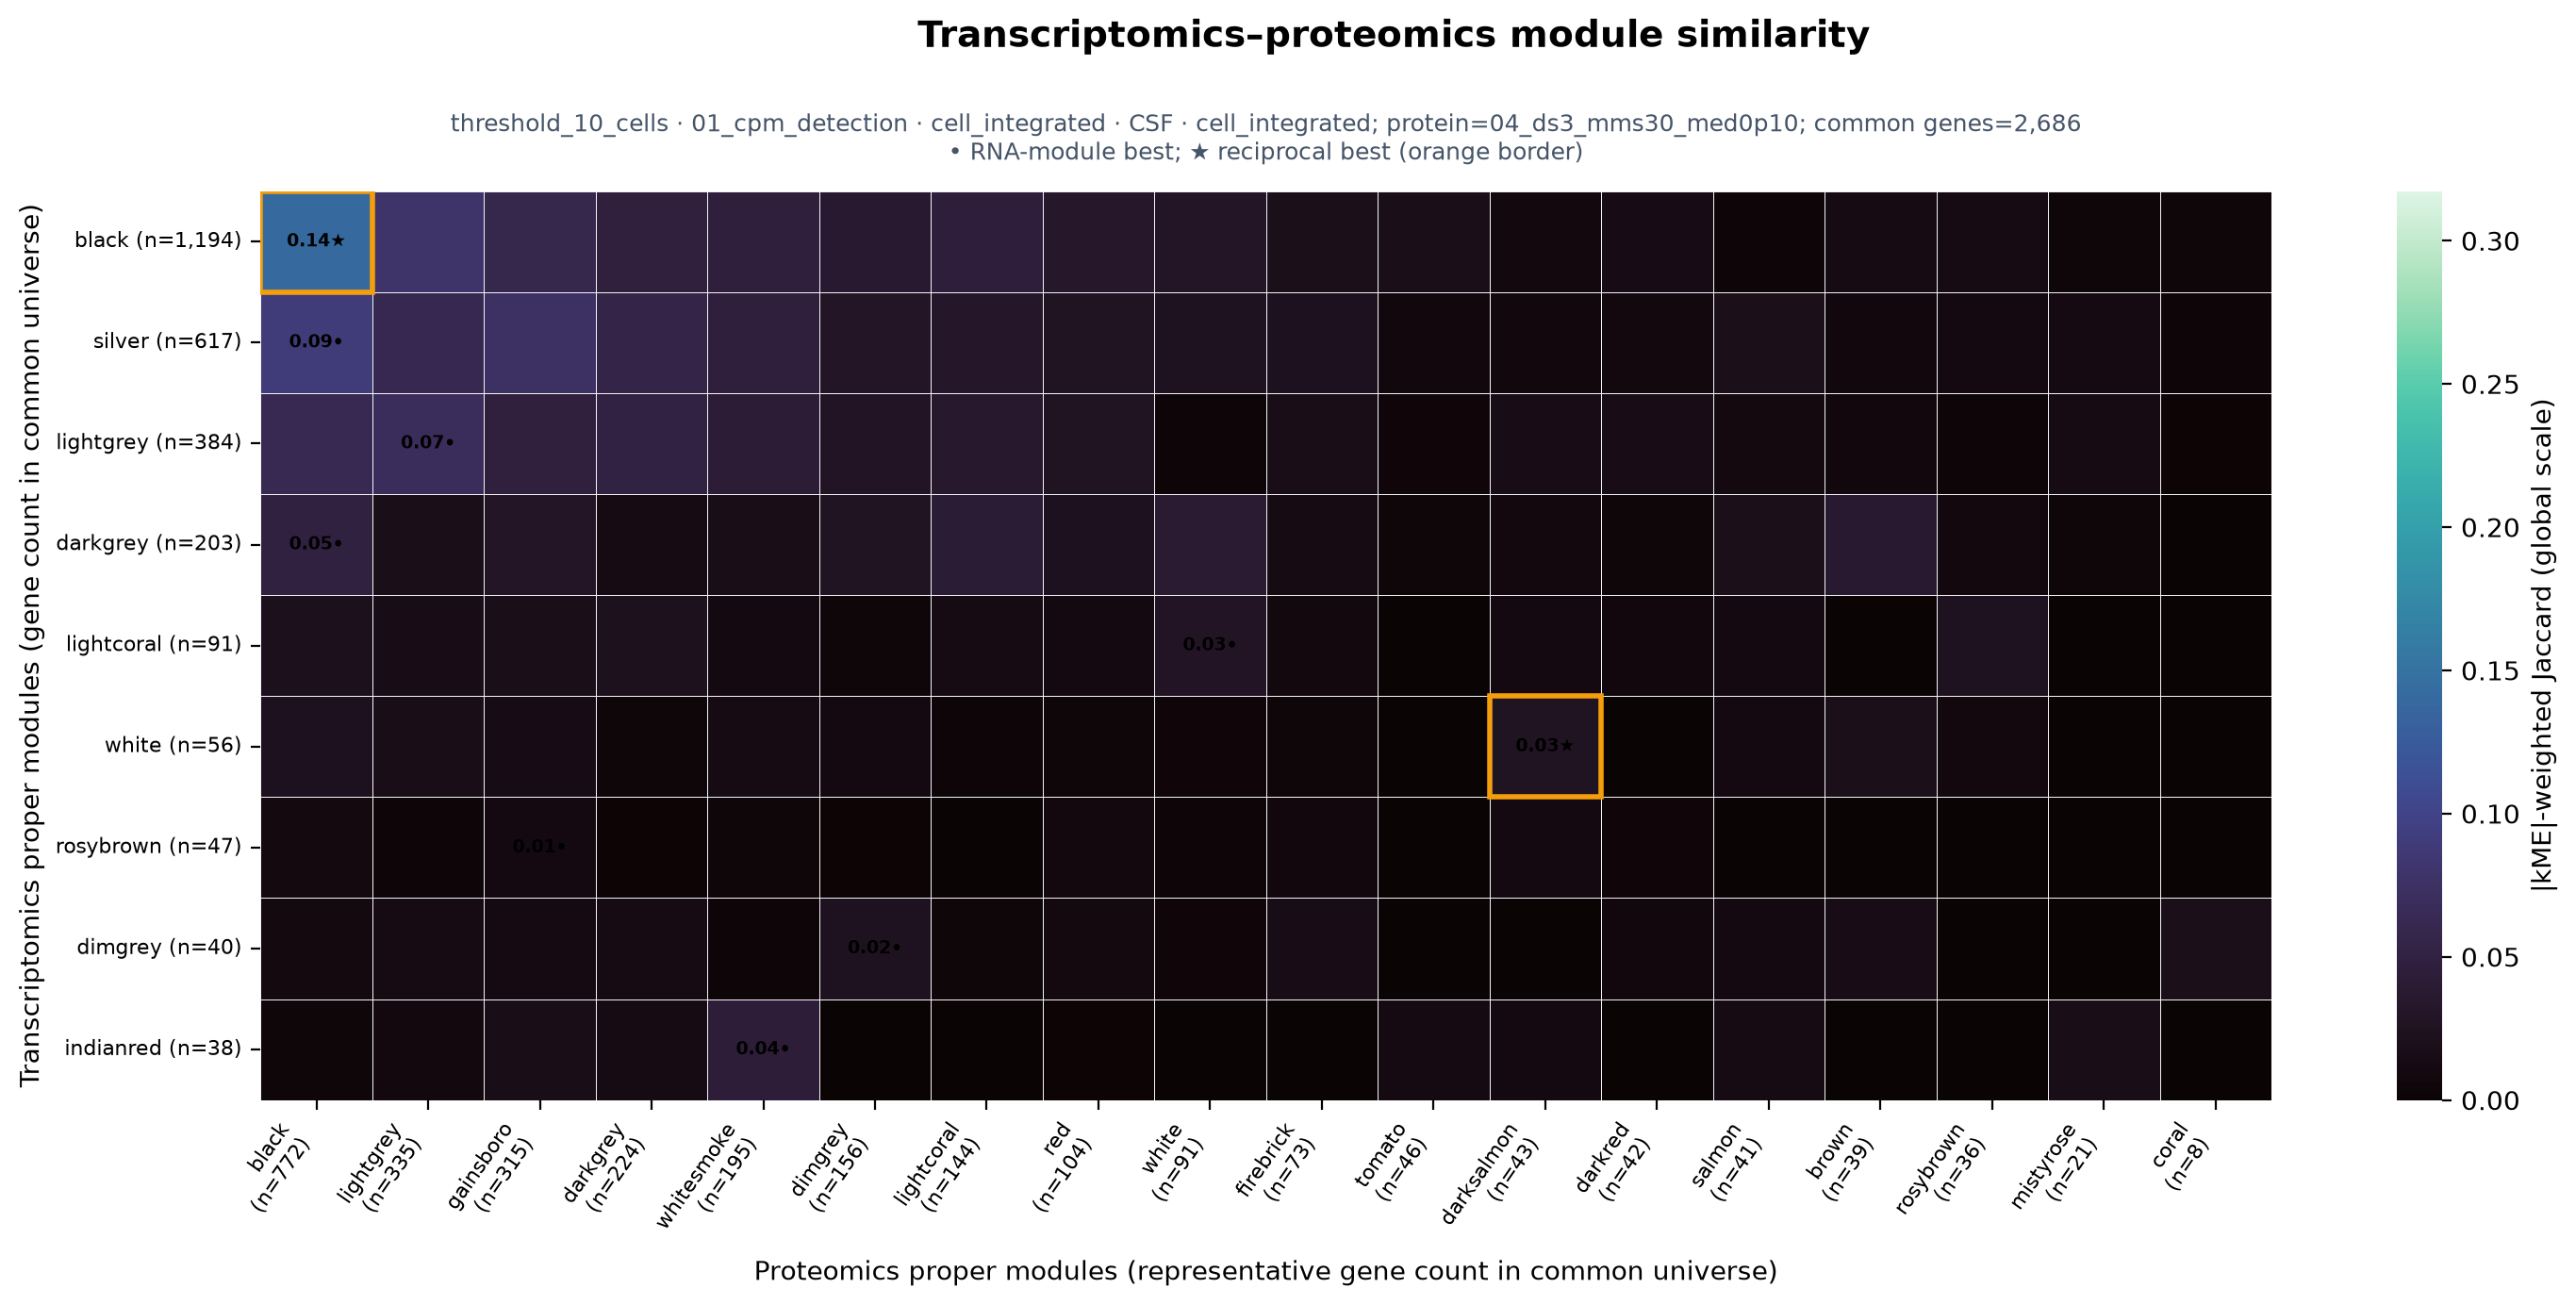 Transcriptomics–proteomics module similarity
threshold_10_cells · 01_cpm_detection · cell_integrated · CSF · cell_integrated; protein=04_ds3_mms30_med0p10; common genes=2,686
• RNA-module best; ★ reciprocal best (orange border)
Transcriptomics proper modules (gene count in common universe)
black (n=1,194)
silver (n=617)
lightgrey (n=384)
darkgrey (n=203)
lightcoral (n=91)
white (n=56)
rosybrown (n=47)
dimgrey (n=40)
indianred (n=38)
0.14★
0.09•
0.07•
0.05•
0.03•
0.03★
0.01•
0.02•
0.04•
black
(n=772)
lightgrey
(n=335)
gainsboro
(n=315)
darkgrey
(n=224)
whitesmoke
(n=195)
dimgrey
(n=156)
lightcoral
(n=144)
red
(n=104)
white
(n=91)
firebrick
(n=73)
tomato
(n=46)
darksalmon
(n=43)
darkred
(n=42)
salmon
(n=41)
brown
(n=39)
rosybrown
(n=36)
mistyrose
(n=21)
coral
(n=8)
Proteomics proper modules (representative gene count in common universe)
0.30
0.25
0.20
0.15
0.10
0.05
0.00
|kME|-weighted Jaccard (global scale)